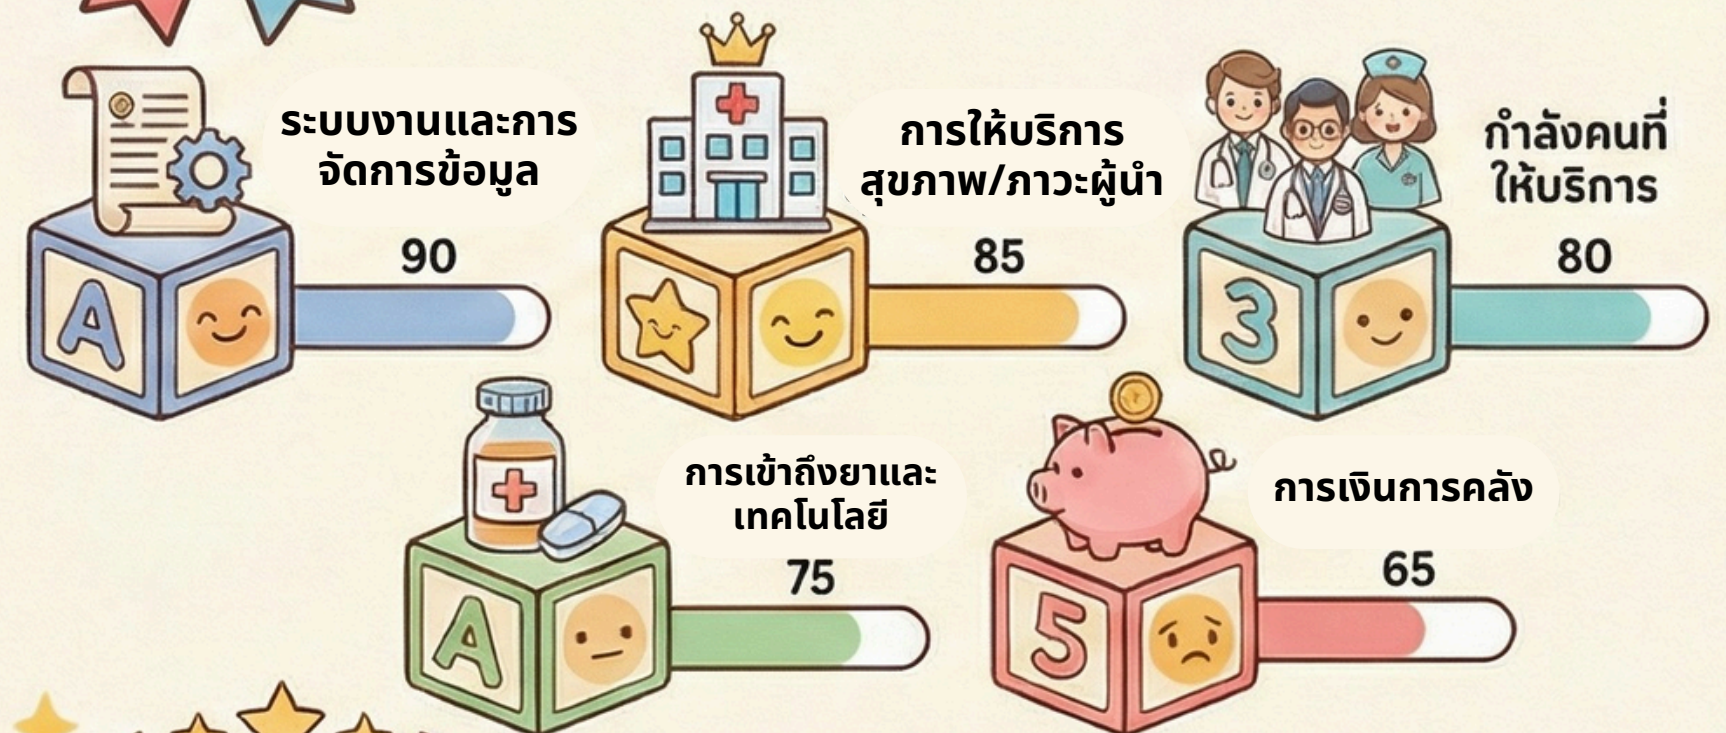 ระบบงานและการ
จัดการข้อมูล
90
A
การให้บริการ
สุขภาพ/ภาวะผู้นำ
85
กำลังคนที่
ให้บริการ
80
3
การเข้าถึงยาและ
เทคโนโลยี
75
A
การเงินการคลัง
65
5